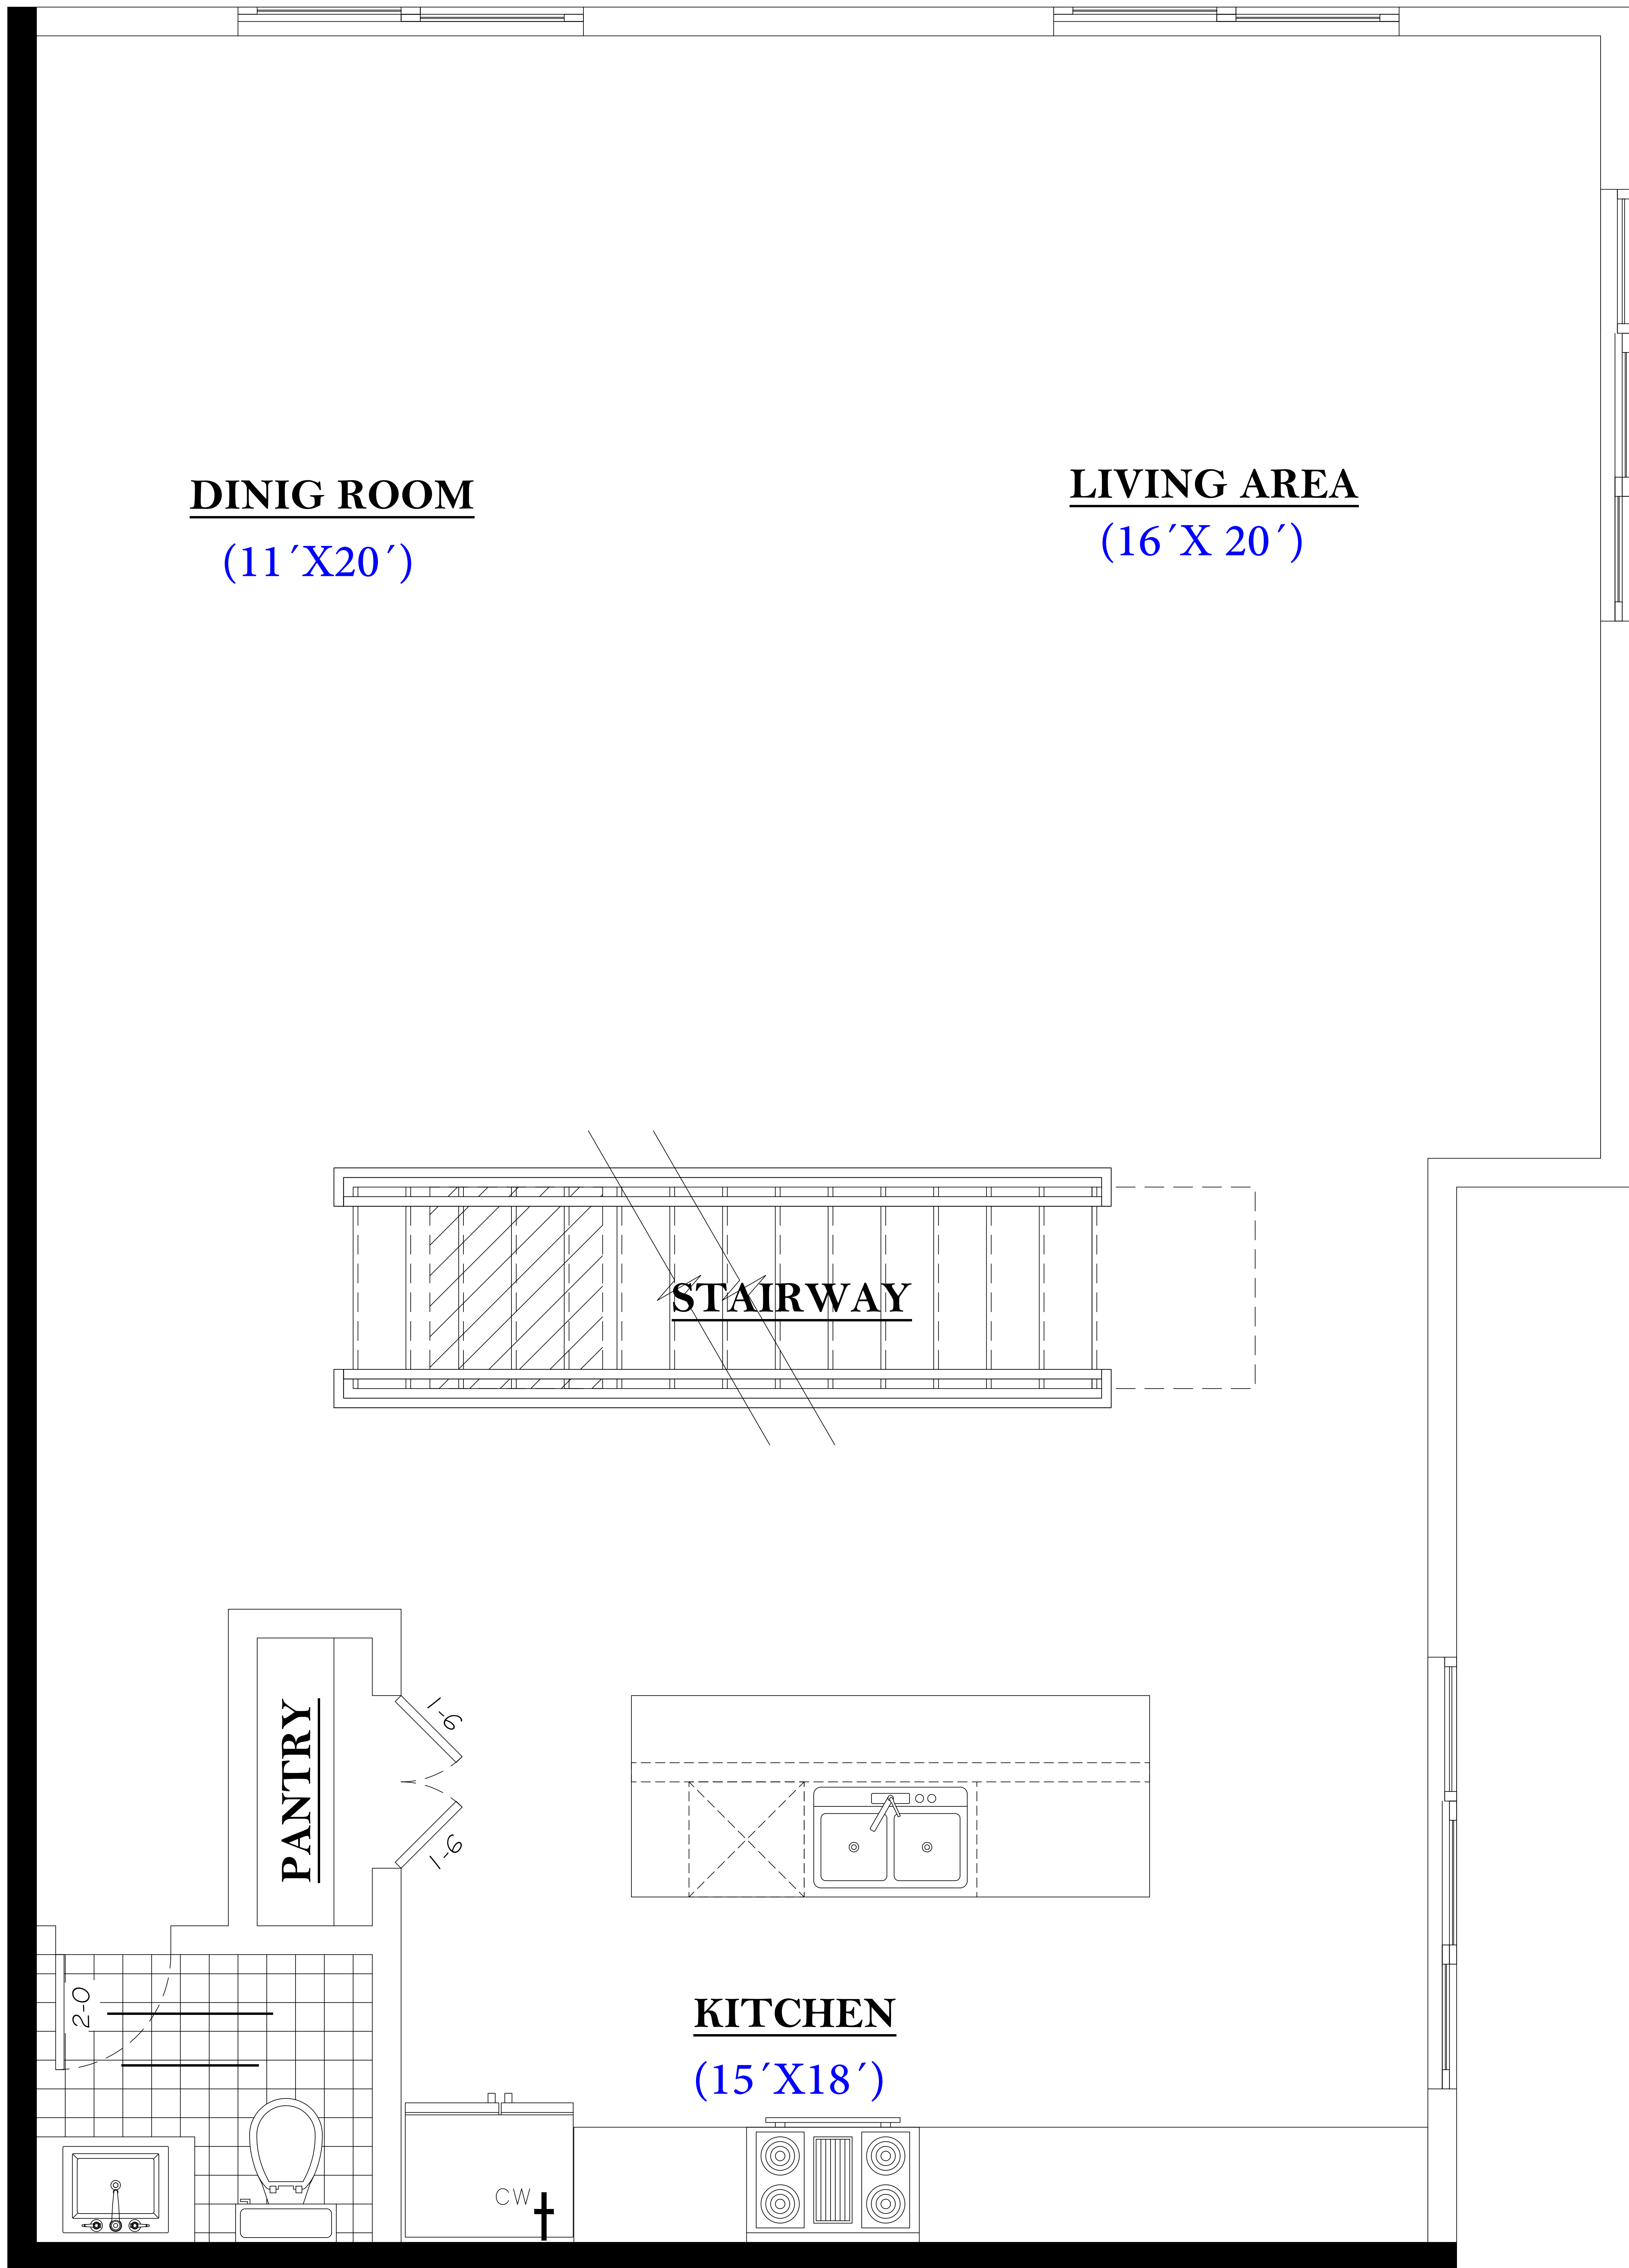 DINIG ROOM
(11´X20´)
LIVING AREA
(16´X 20´)
STAIRWAY
PANTRY
1-6
1-6
2-0
KITCHEN
(15´X18´)
CW